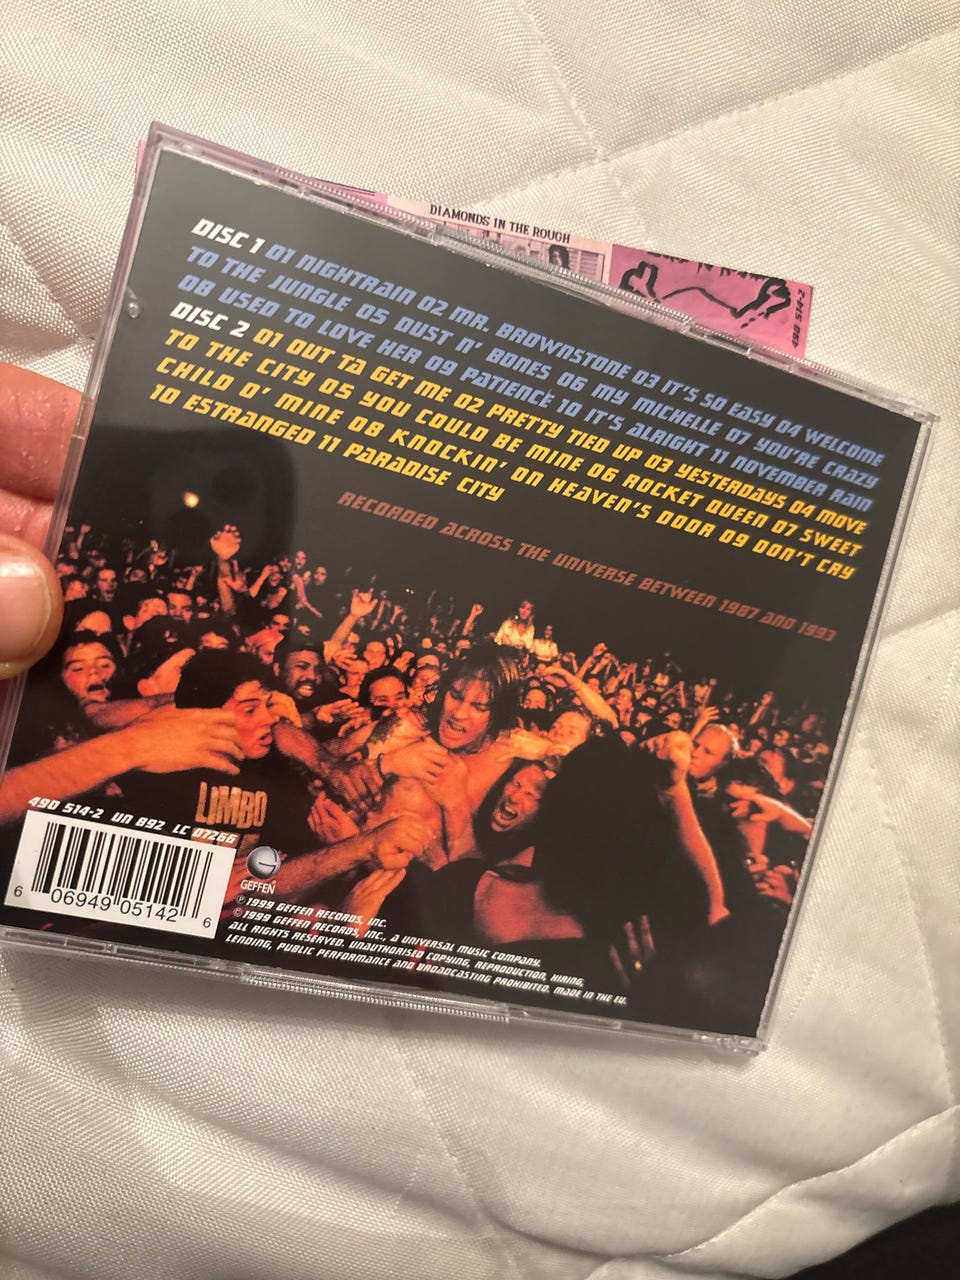 DIAMONDS IN THE ROUGH
490 514-2
DISC 1 01 NIGHTRAIN 02 MR. BROWNSTONE 03 IT'S SO EASY 04 WELCOME
TO THE JUNGLE 05 DUST N' BONES 06 MY MICHELLE 07 YOU'RE CRAZY
08 USED TO LOVE HER 09 PATIENCE 10 IT'S ALRIGHT 11 NOVEMBER RAIN
DISC 2 01 OUT TA GET ME 02 PRETTY TIED UP 03 YESTERDAYS 04 MOVE
TO THE CITY 05 YOU COULD BE MINE 06 ROCKET QUEEN 07 SWEET
CHILD O' MINE 08 KNOCKIN' ON HEAVEN'S DOOR 09 DON'T CRY
10 ESTRANGED 11 PARADISE CITY
RECORDED ACROSS THE UNIVERSE BETWEEN 1987 AND 1993
LIMBO
490 514-2 UN 892 LC 07266
6 06949 05142 6
GEFFEN
℗ 1999 GEFFEN RECORDS, INC.
© 1999 GEFFEN RECORDS, INC., A UNIVERSAL MUSIC COMPANY.
ALL RIGHTS RESERVED. UNAUTHORISED COPYING, REPRODUCTION, HIRING,
LENDING, PUBLIC PERFORMANCE AND BROADCASTING PROHIBITED. MADE IN THE EU.